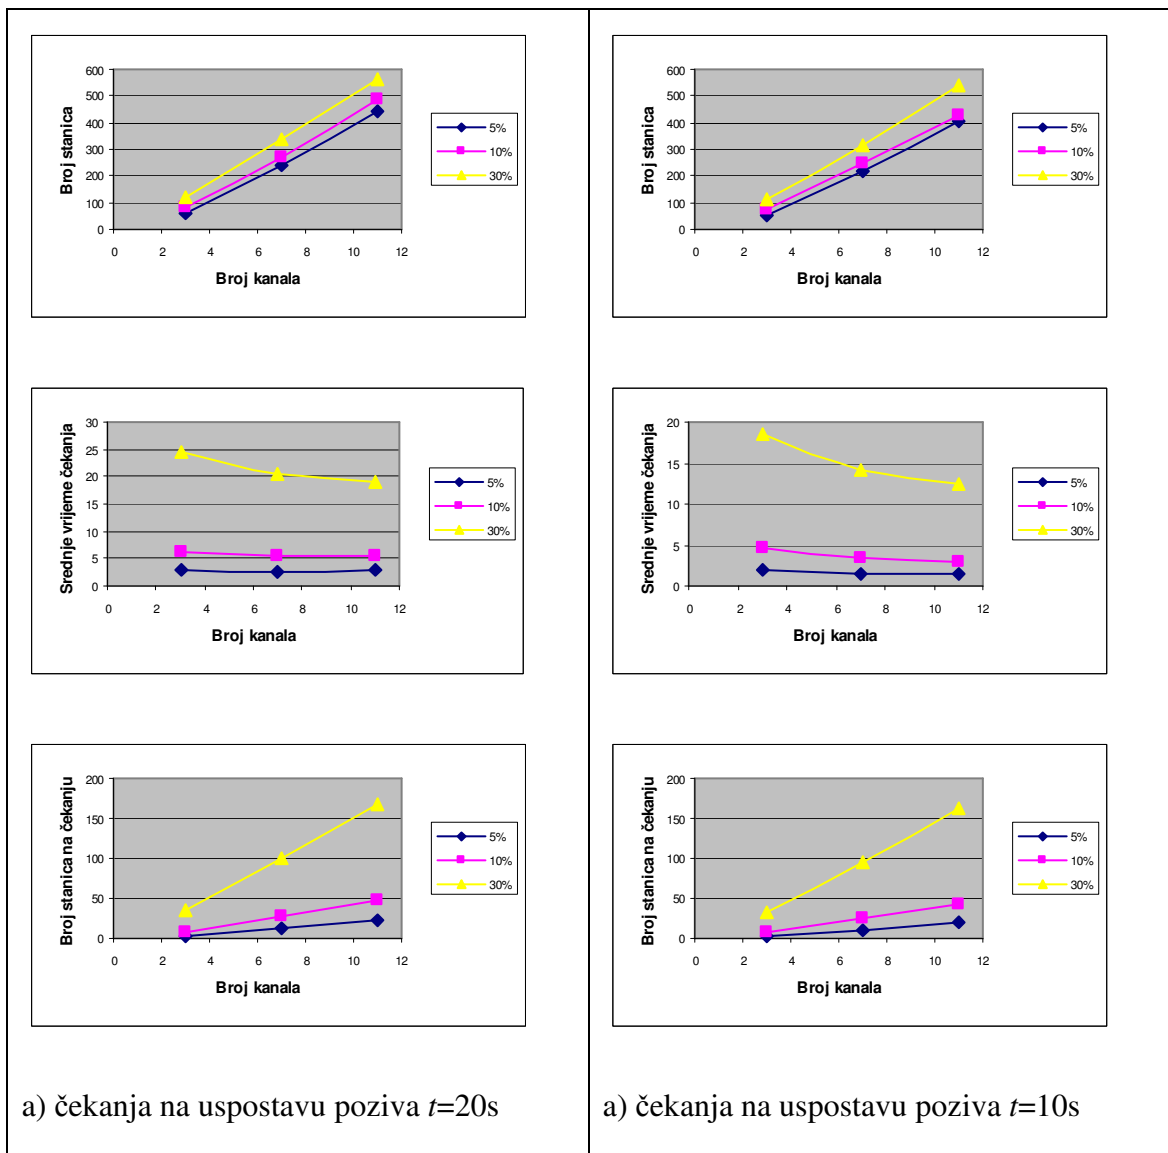 Broj stanica
600
500
400
300
200
100
0
0 2 4 6 8 10 12
Broj kanala
5%
10%
30%
Srednje vrijeme čekanja
30
25
20
15
10
5
0
0 2 4 6 8 10 12
Broj kanala
5%
10%
30%
Broj stanica na čekanju
200
150
100
50
0
0 2 4 6 8 10 12
Broj kanala
5%
10%
30%
a) čekanja na uspostavu poziva t=20s
Broj stanica
600
500
400
300
200
100
0
0 2 4 6 8 10 12
Broj kanala
5%
10%
30%
Srednje vrijeme čekanja
20
15
10
5
0
0 2 4 6 8 10 12
Broj kanala
5%
10%
30%
Broj stanica na čekanju
200
150
100
50
0
0 2 4 6 8 10 12
Broj kanala
5%
10%
30%
a) čekanja na uspostavu poziva t=10s